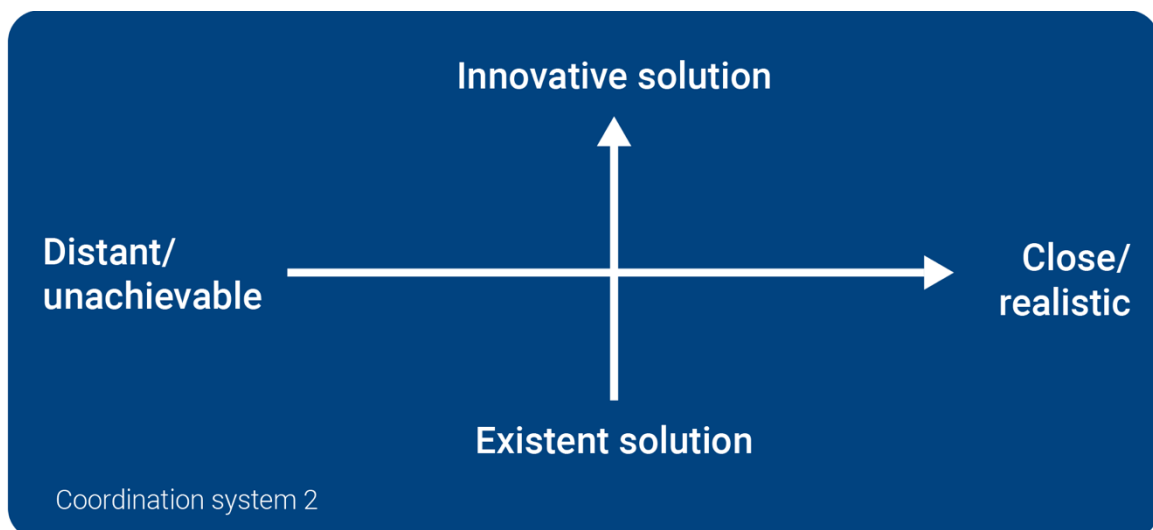 Innovative solution
Distant/
unachievable
Close/
realistic
Existent solution
Coordination system 2